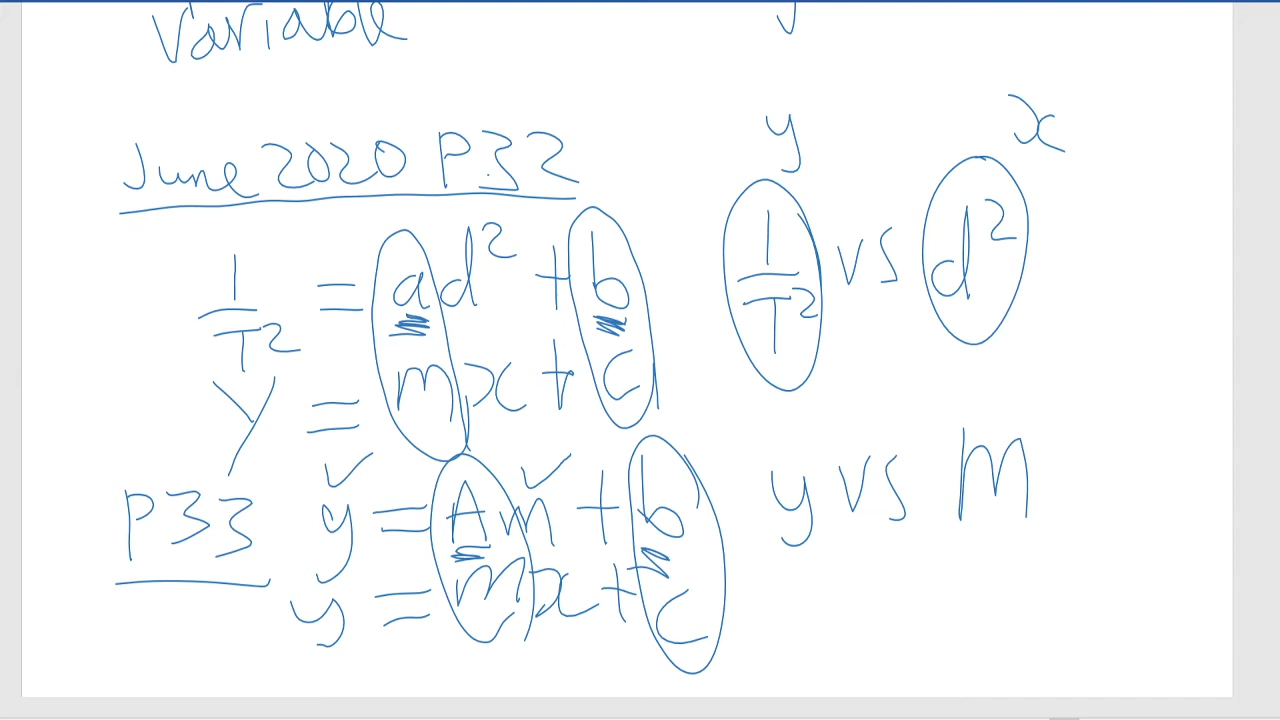 Variable y
y x
June 2020 P32
1/T² = ad² + b 1/T² vs d²
y = mx + c
P33 y = Am + b y vs M
y = mx + c